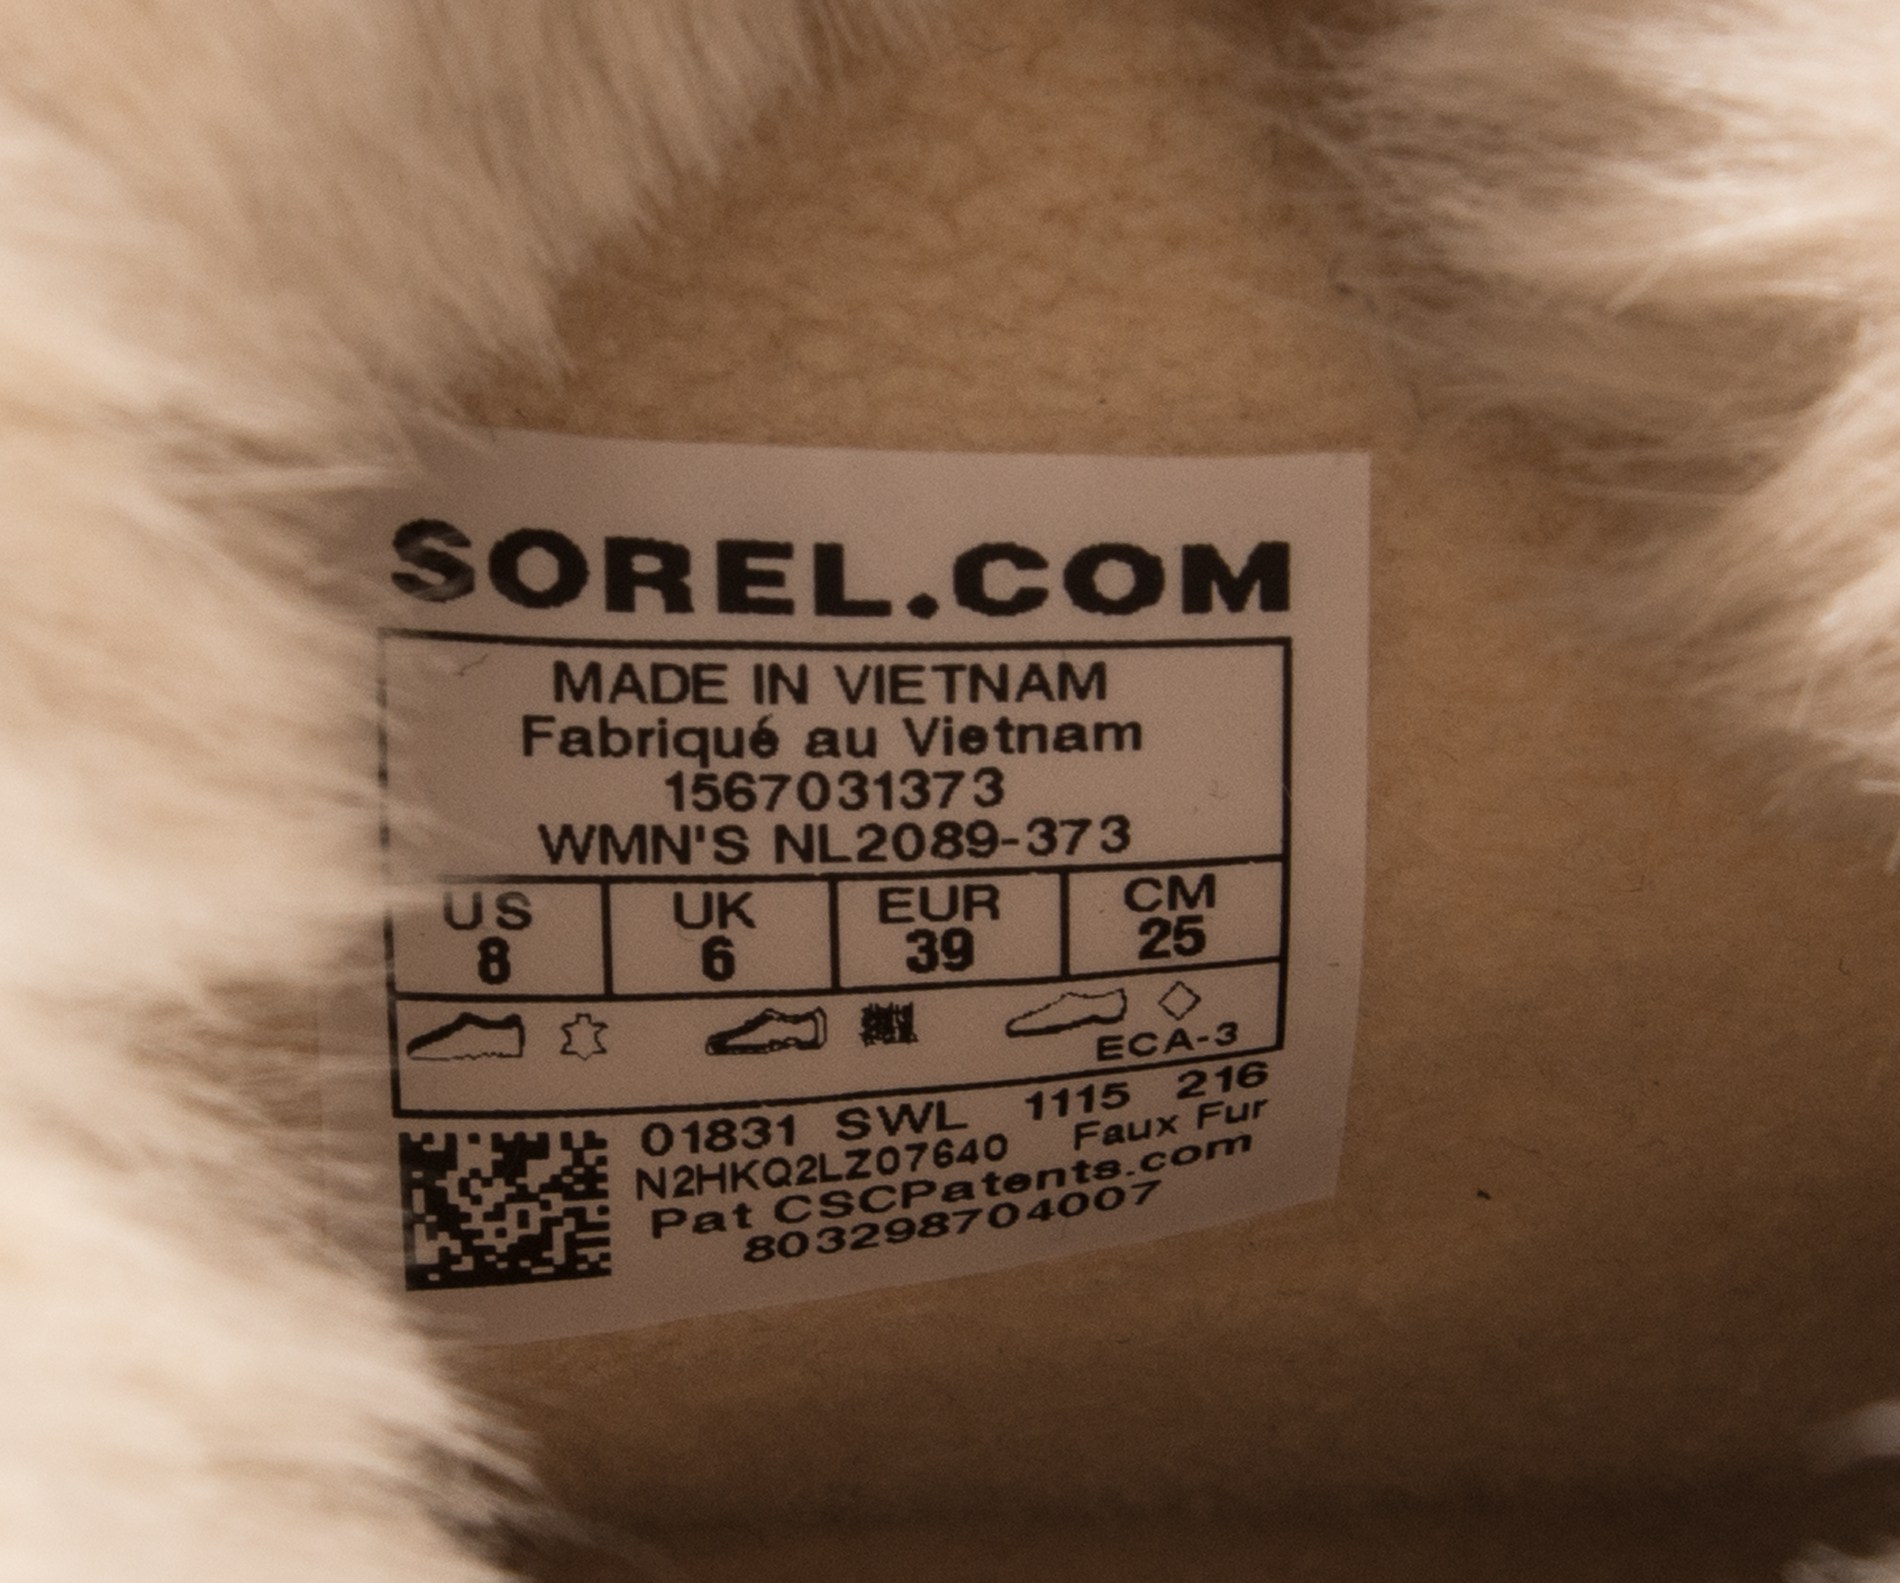 SOREL.COM
MADE IN VIETNAM
Fabriqué au Vietnam
1567031373
WMN'S NL2089-373
US UK EUR CM
8 6 39 25
ECA-3
01831 SWL 1115 216
N2HKQ2LZ07640 Faux Fur
Pat CSCPatents.com
803298704007